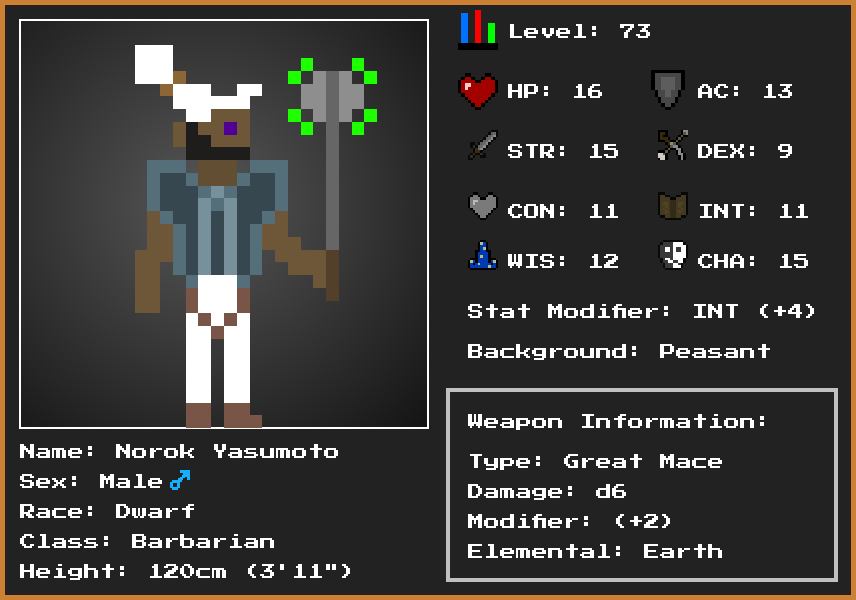 Level: 73
HP: 16 AC: 13
STR: 15 DEX: 9
CON: 11 INT: 11
WIS: 12 CHA: 15
Stat Modifier: INT (+4)
Background: Peasant
Weapon Information:
Type: Great Mace
Damage: d6
Modifier: (+2)
Elemental: Earth
Name: Norok Yasumoto
Sex: Male ♂
Race: Dwarf
Class: Barbarian
Height: 120cm (3'11")